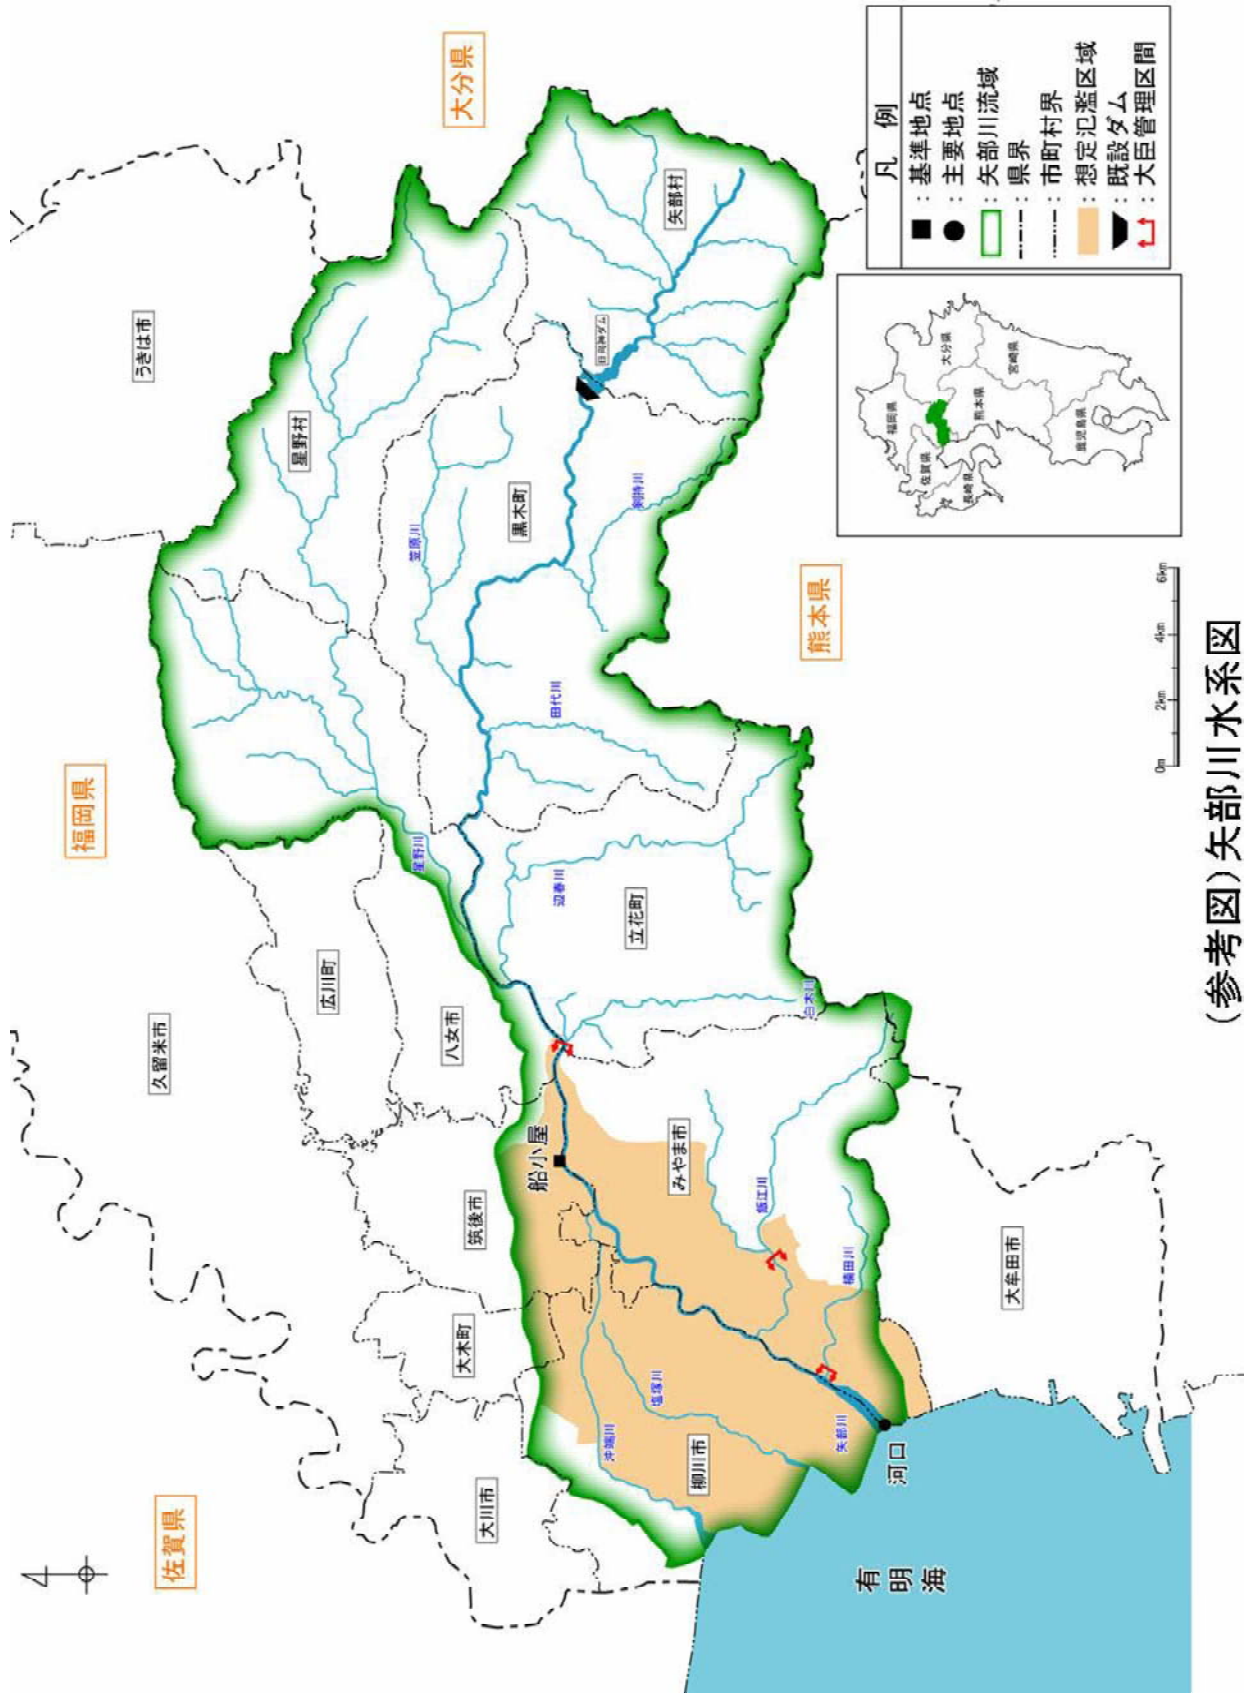 (参考図)矢部川水系図
福岡県
佐賀県
大分県
熊本県
うきは市
久留米市
星野村
広川町
八女市
筑後市
大木町
大川市
黒木町
矢部村
立花町
みやま市
柳川市
大牟田市
日向神ダム
笠原川
剣持川
田代川
星野川
辺春川
白木川
船小屋
飯江川
楠田川
沖端川
塩塚川
矢部川
河口
有
明
海
凡 例
:基準地点
:主要地点
:矢部川流域
:県界
:市町村界
:想定氾濫区域
:既設ダム
:大臣管理区間
福岡県
佐賀県
長崎県
大分県
熊本県
宮崎県
鹿児島県
0m 2km 4km 6km